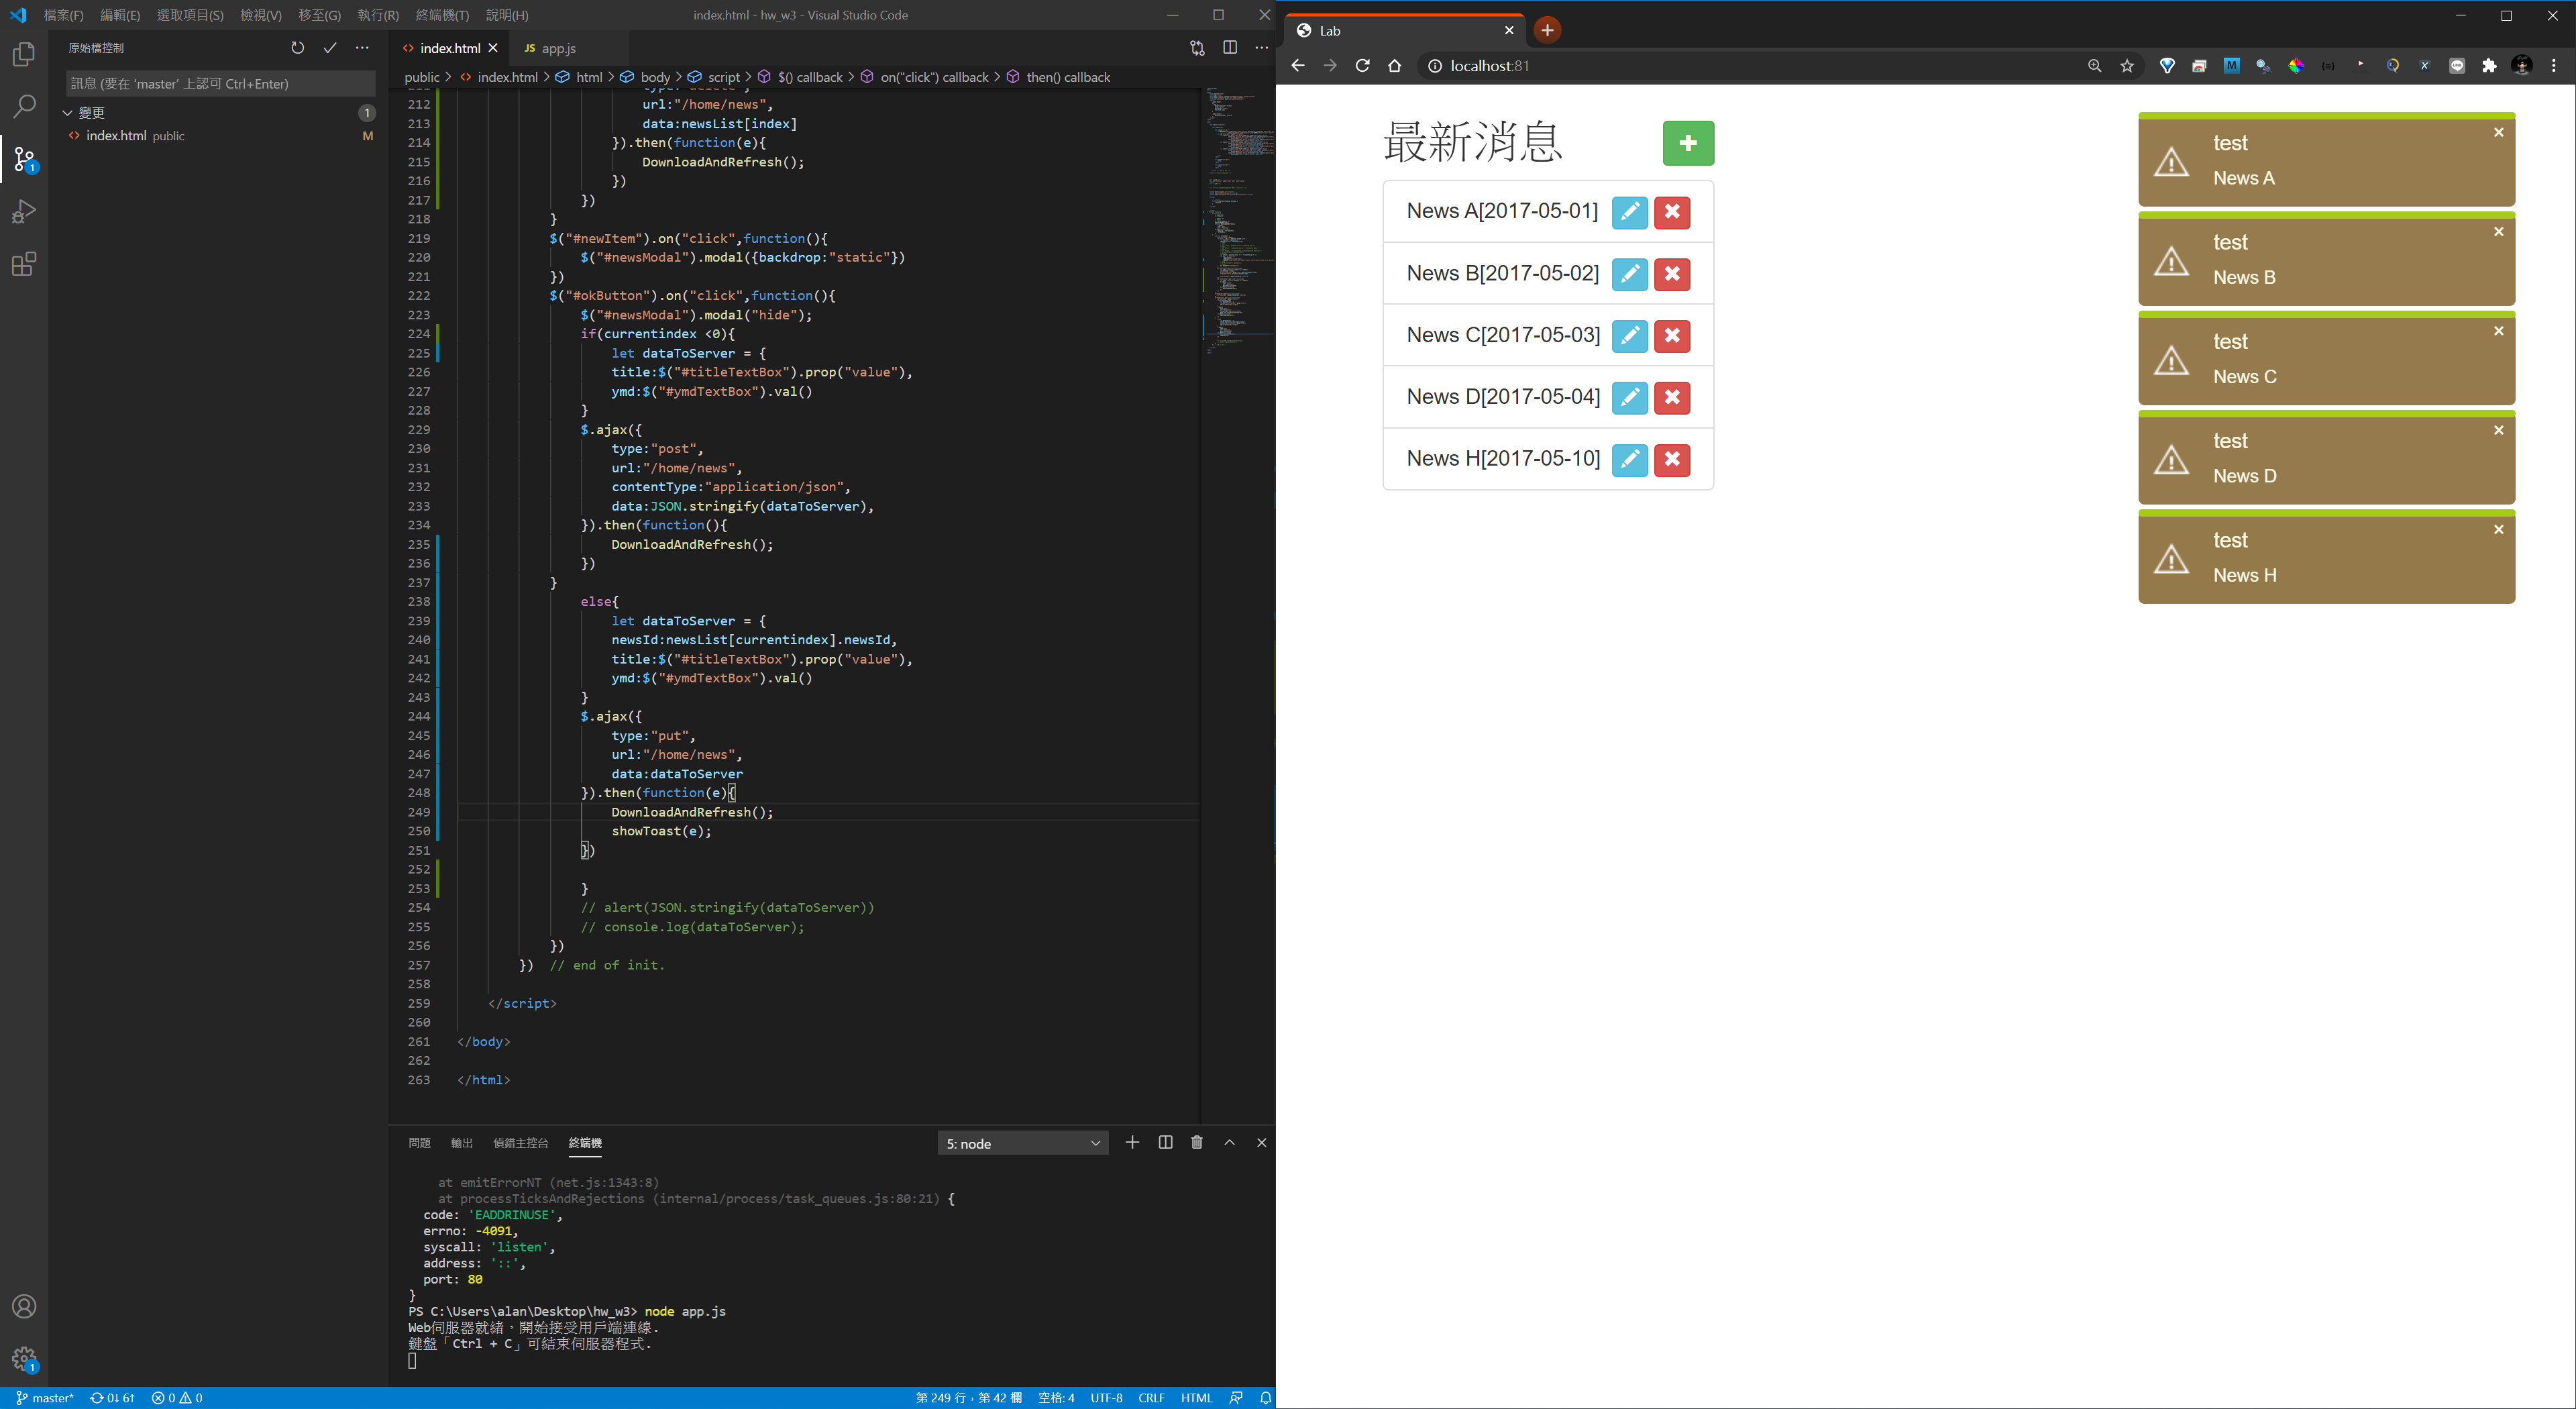 檔案(F) 編輯(E) 選取項目(S) 檢視(V) 移至(G) 執行(R) 終端機(T) 說明(H)
index.html - hw_w3 - Visual Studio Code
原始檔控制
訊息 (要在 'master' 上認可 Ctrl+Enter)
變更 1
index.html public M
1
1
index.html
JS app.js
public > index.html > html > body > script > $() callback > on("click") callback > then() callback
212 url:"/home/news",
213 data:newsList[index]
214 }).then(function(e){
215 DownloadAndRefresh();
216 })
217 })
218 }
219 $("#newItem").on("click",function(){
220 $("#newsModal").modal({backdrop:"static"})
221 })
222 $("#okButton").on("click",function(){
223 $("#newsModal").modal("hide");
224 if(currentindex <0){
225 let dataToServer = {
226 title:$("#titleTextBox").prop("value"),
227 ymd:$("#ymdTextBox").val()
228 }
229 $.ajax({
230 type:"post",
231 url:"/home/news",
232 contentType:"application/json",
233 data:JSON.stringify(dataToServer),
234 }).then(function(){
235 DownloadAndRefresh();
236 })
237 }
238 else{
239 let dataToServer = {
240 newsId:newsList[currentindex].newsId,
241 title:$("#titleTextBox").prop("value"),
242 ymd:$("#ymdTextBox").val()
243 }
244 $.ajax({
245 type:"put",
246 url:"/home/news",
247 data:dataToServer
248 }).then(function(e){
249 DownloadAndRefresh();
250 showToast(e);
251 })
252
253 }
254 // alert(JSON.stringify(dataToServer))
255 // console.log(dataToServer);
256 })
257 }) // end of init.
258
259 </script>
260
261 </body>
262
263 </html>
問題 輸出 偵錯主控台 終端機
5: node
at emitErrorNT (net.js:1343:8)
at processTicksAndRejections (internal/process/task_queues.js:80:21) {
code: 'EADDRINUSE',
errno: -4091,
syscall: 'listen',
address: '::',
port: 80
}
PS C:\Users\alan\Desktop\hw_w3> node app.js
Web伺服器就緒，開始接受用戶端連線.
鍵盤「Ctrl + C」可結束伺服器程式.
master* 0↓ 6↑ 0 0
第 249 行，第 42 欄 空格: 4 UTF-8 CRLF HTML
Lab
localhost:81
最新消息
News A[2017-05-01]
News B[2017-05-02]
News C[2017-05-03]
News D[2017-05-04]
News H[2017-05-10]
test
News A
test
News B
test
News C
test
News D
test
News H